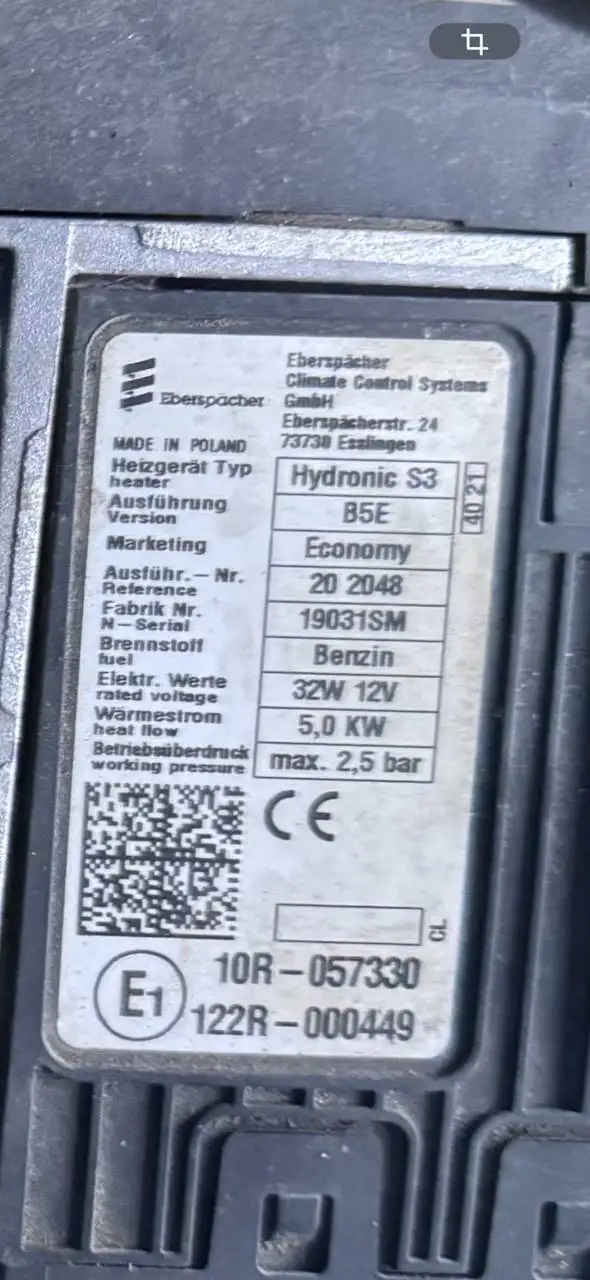 Eberspächer
Eberspächer
Climate Control Systems
GmbH
Eberspächerstr. 24
73730 Esslingen
MADE IN POLAND
Heizgerät Typ
heater
Hydronic S3
40 21
Ausführung
Version
B5E
Marketing
Economy
Ausführ.-Nr.
Reference
20 2048
Fabrik Nr.
N-Serial
19031SM
Brennstoff
fuel
Benzin
Elektr. Werte
rated voltage
32W 12V
Wärmestrom
heat flow
5,0 KW
Betriebsüberdruck
working pressure
max. 2,5 bar
CE
CL
E1
10R-057330
122R-000449